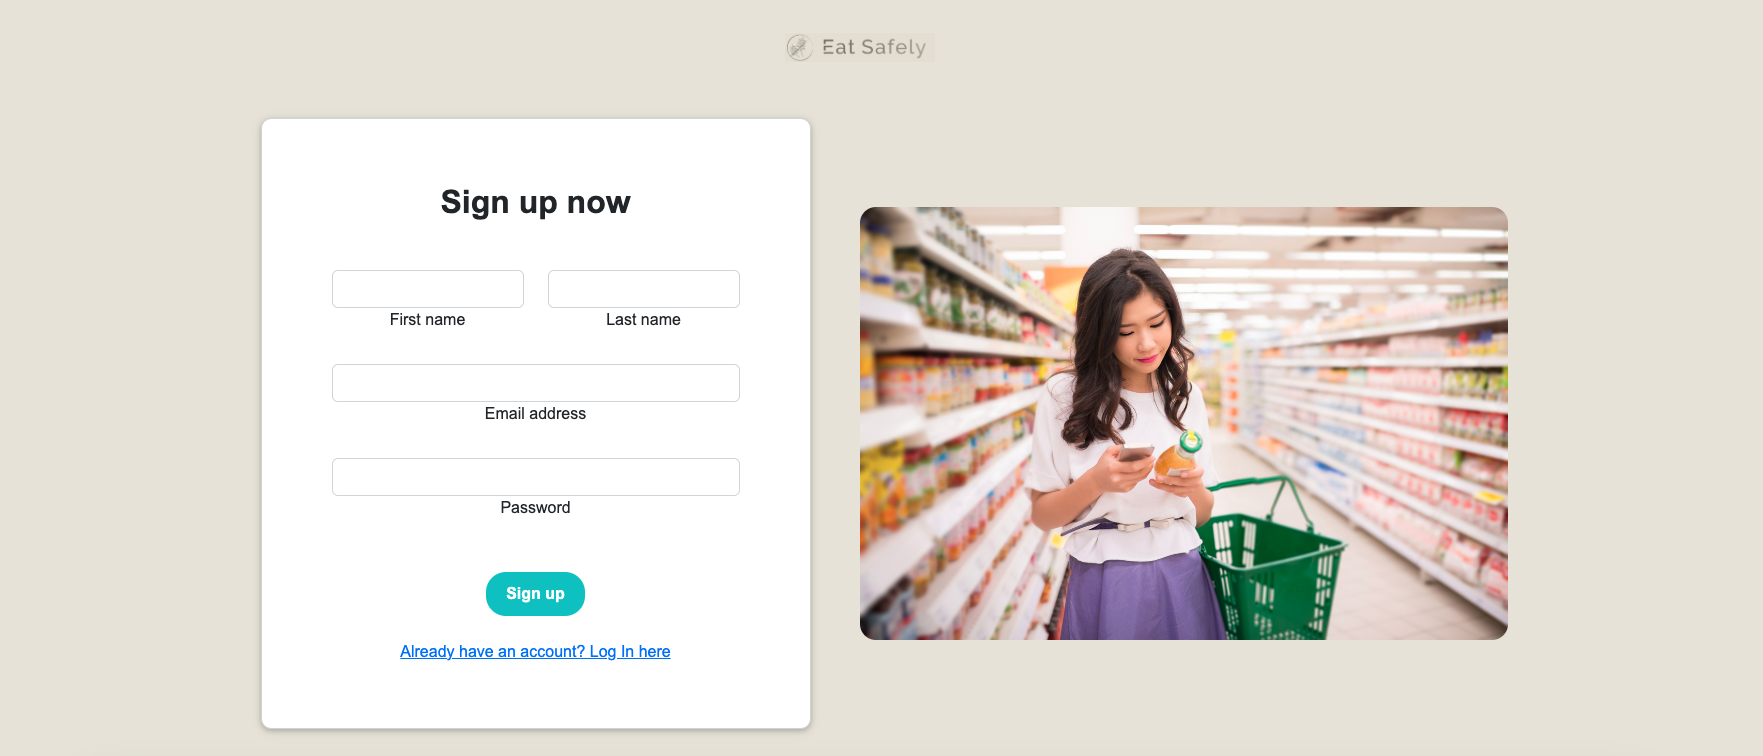 Eat Safely
Sign up now
First name
Last name
Email address
Password
Sign up
Already have an account? Log In here